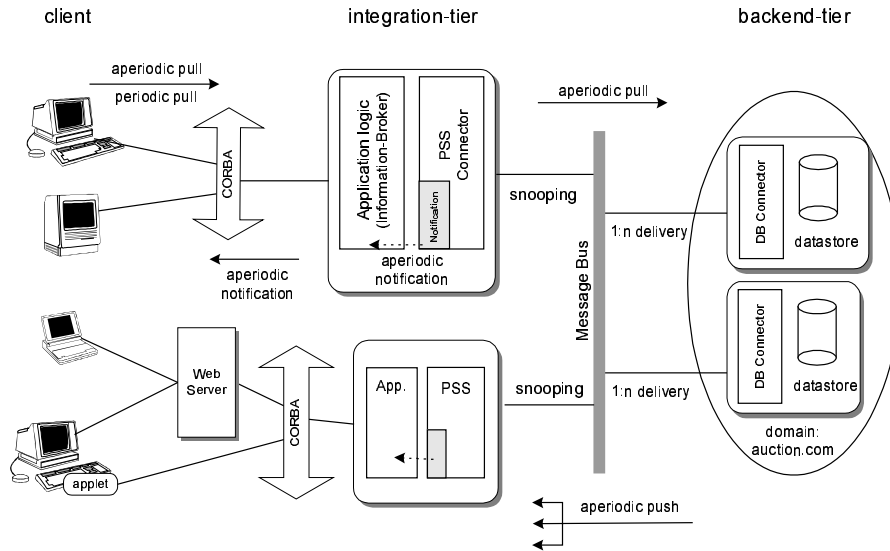 client
integration-tier
backend-tier
aperiodic pull
periodic pull
CORBA
Application logic
(Information-Broker)
PSS
Connector
Notification
aperiodic
notification
aperiodic
notification
aperiodic pull
snooping
Message Bus
1:n delivery
DB Connector
datastore
Web
Server
CORBA
App.
PSS
snooping
1:n delivery
DB Connector
datastore
domain:
auction.com
applet
aperiodic push